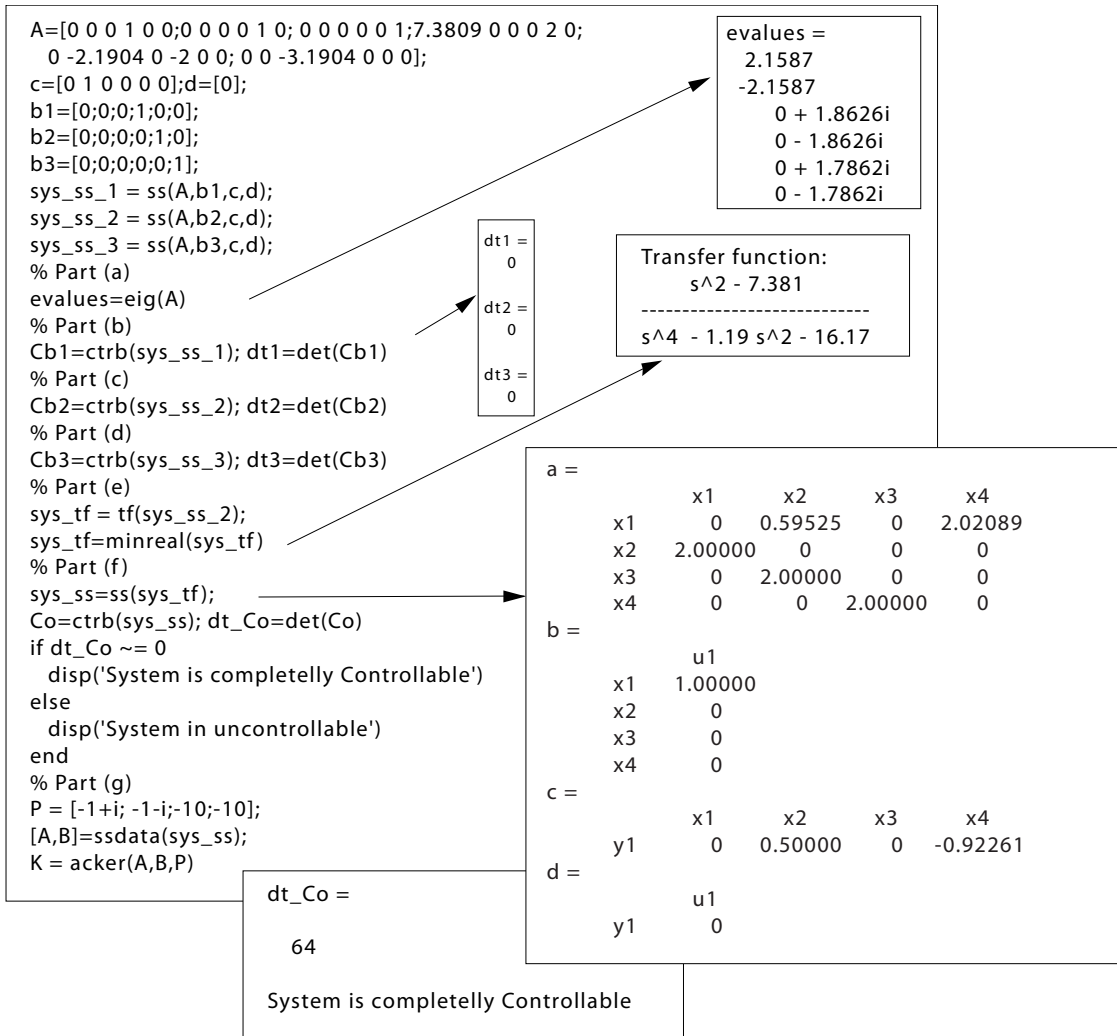 A=[0 0 0 1 0 0;0 0 0 0 1 0; 0 0 0 0 0 1;7.3809 0 0 0 2 0;
0 -2.1904 0 -2 0 0; 0 0 -3.1904 0 0 0];
c=[0 1 0 0 0 0];d=[0];
b1=[0;0;0;1;0;0];
b2=[0;0;0;0;1;0];
b3=[0;0;0;0;0;1];
sys_ss_1 = ss(A,b1,c,d);
sys_ss_2 = ss(A,b2,c,d);
sys_ss_3 = ss(A,b3,c,d);
% Part (a)
evalues=eig(A)
% Part (b)
Cb1=ctrb(sys_ss_1); dt1=det(Cb1)
% Part (c)
Cb2=ctrb(sys_ss_2); dt2=det(Cb2)
% Part (d)
Cb3=ctrb(sys_ss_3); dt3=det(Cb3)
% Part (e)
sys_tf = tf(sys_ss_2);
sys_tf=minreal(sys_tf)
% Part (f)
sys_ss=ss(sys_tf);
Co=ctrb(sys_ss); dt_Co=det(Co)
if dt_Co ~= 0
disp('System is completelly Controllable')
else
disp('System in uncontrollable')
end
% Part (g)
P = [-1+i; -1-i;-10;-10];
[A,B]=ssdata(sys_ss);
K = acker(A,B,P)
evalues =
2.1587
-2.1587
0 + 1.8626i
0 - 1.8626i
0 + 1.7862i
0 - 1.7862i
dt1 =
0
dt2 =
0
dt3 =
0
Transfer function:
s^2 - 7.381
-----------------------------
s^4 - 1.19 s^2 - 16.17
a =
x1 x2 x3 x4
x1 0 0.59525 0 2.02089
x2 2.00000 0 0 0
x3 0 2.00000 0 0
x4 0 0 2.00000 0
b =
u1
x1 1.00000
x2 0
x3 0
x4 0
c =
x1 x2 x3 x4
y1 0 0.50000 0 -0.92261
d =
u1
y1 0
dt_Co =
64
System is completelly Controllable